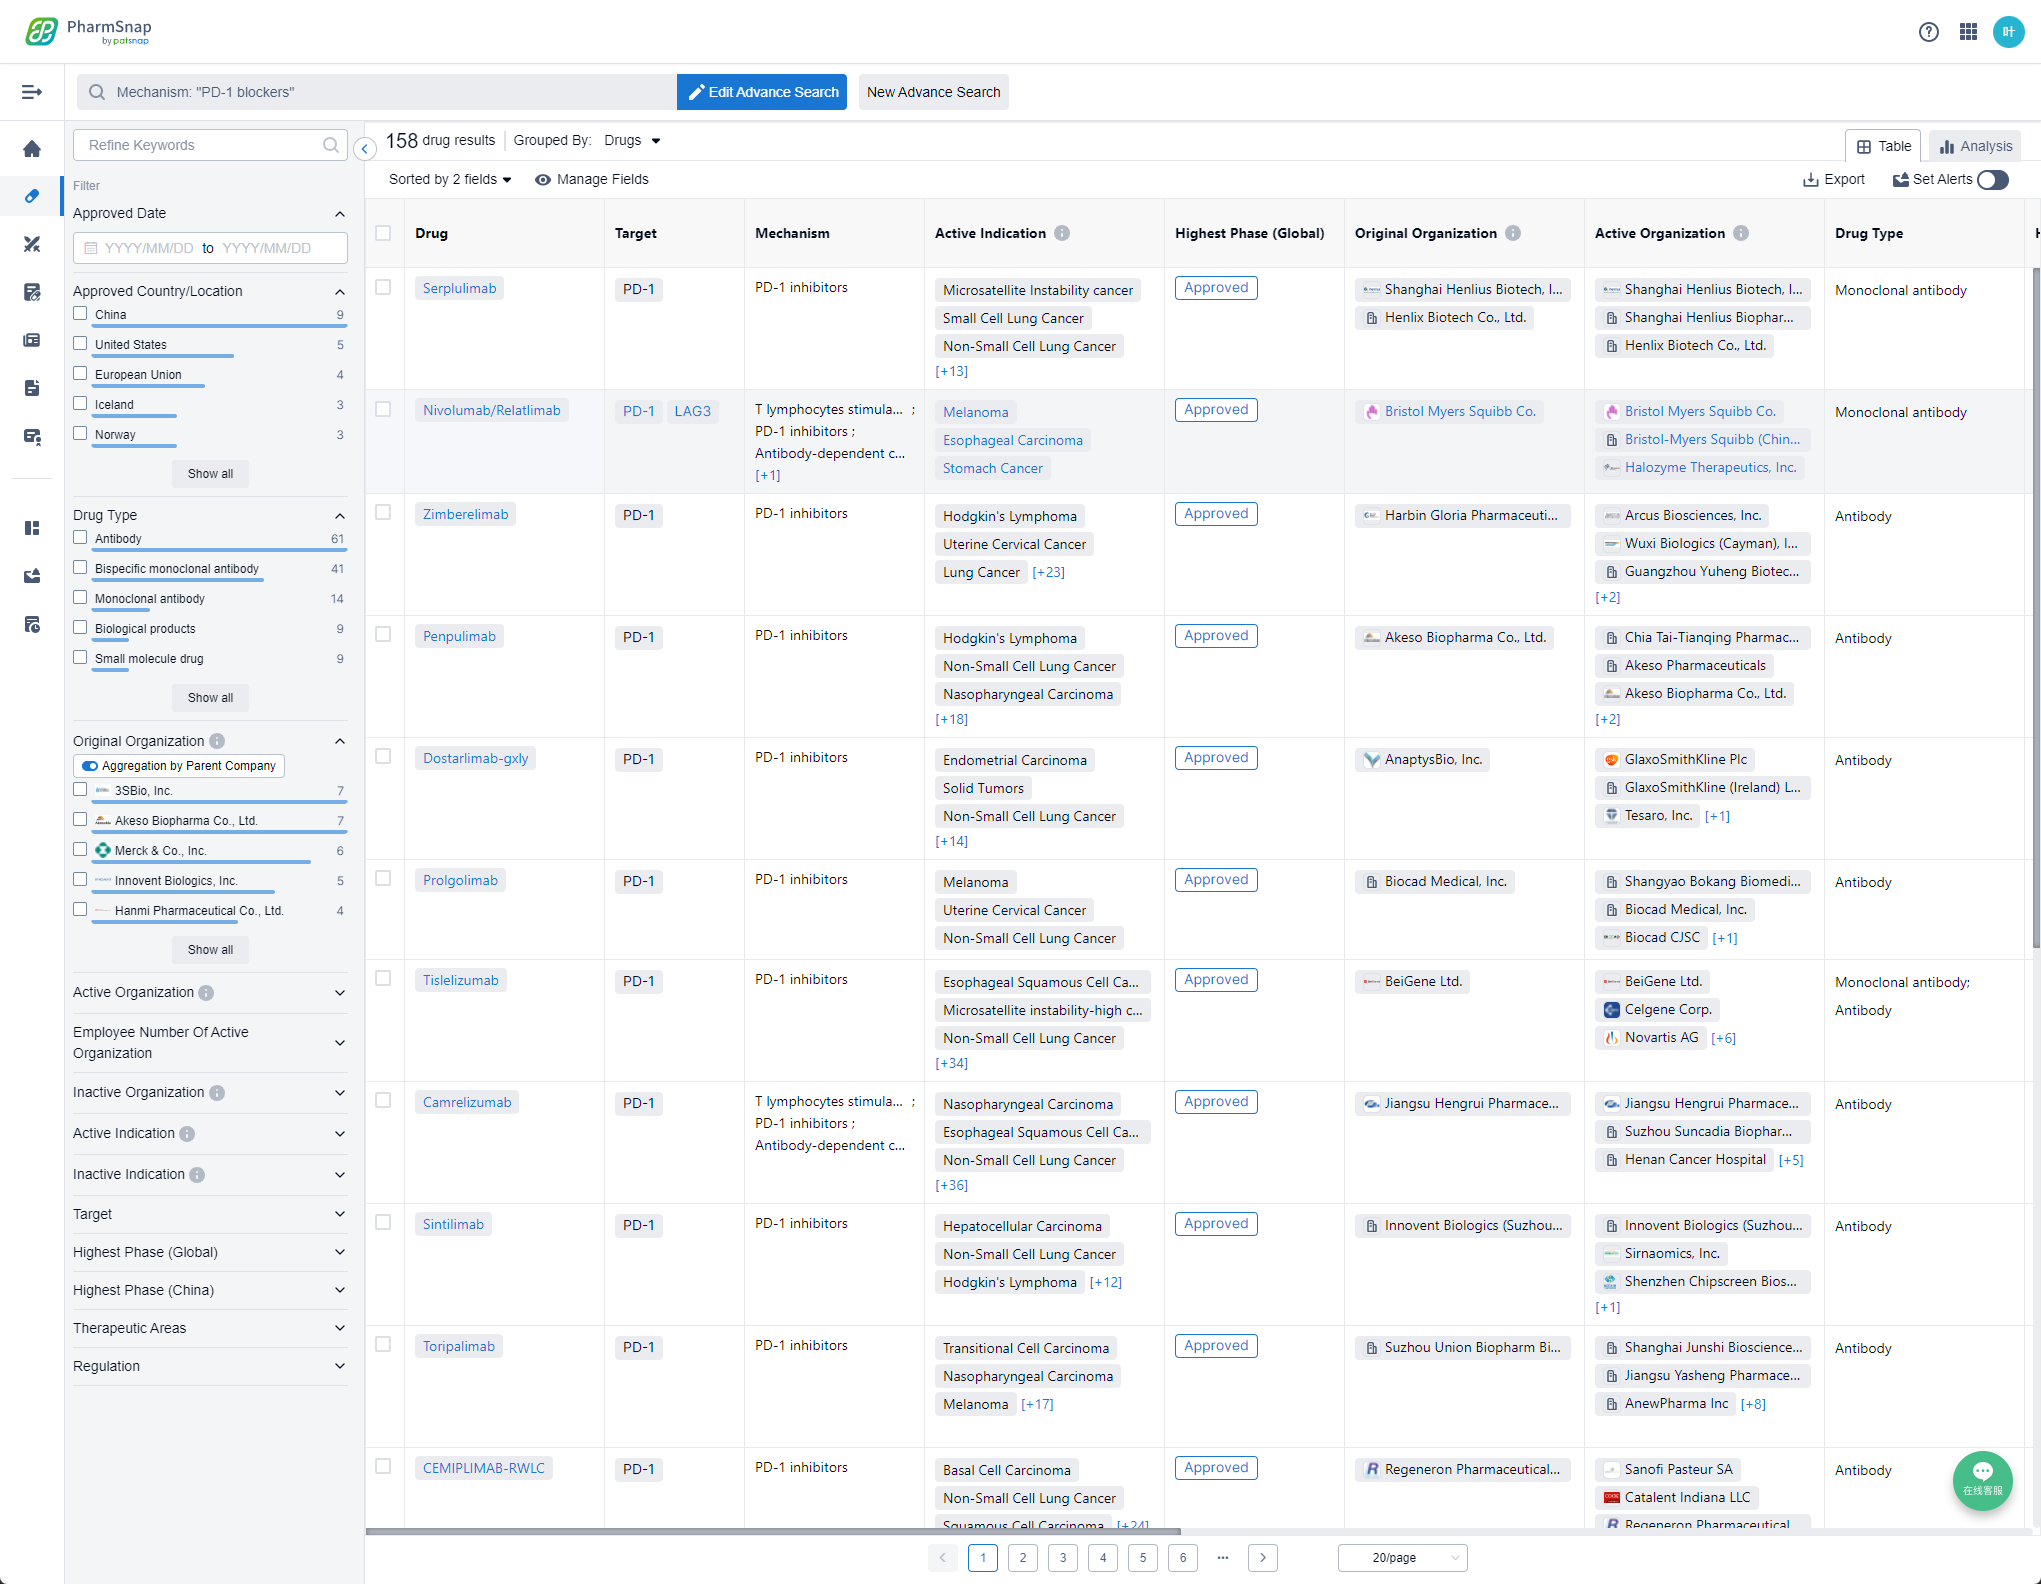 PharmSnap
by patsnap
叶
Mechanism: "PD-1 blockers"
Edit Advance Search
New Advance Search
Refine Keywords
Filter
Approved Date
YYYY/MM/DD to YYYY/MM/DD
Approved Country/Location
China 9
United States 5
European Union 4
Iceland 3
Norway 3
Show all
Drug Type
Antibody 61
Bispecific monoclonal antibody 41
Monoclonal antibody 14
Biological products 9
Small molecule drug 9
Show all
Original Organization
Aggregation by Parent Company
3SBio, Inc. 7
Akeso Biopharma Co., Ltd. 7
Merck & Co., Inc. 6
Innovent Biologics, Inc. 5
Hanmi Pharmaceutical Co., Ltd. 4
Show all
Active Organization
Employee Number Of Active
Organization
Inactive Organization
Active Indication
Inactive Indication
Target
Highest Phase (Global)
Highest Phase (China)
Therapeutic Areas
Regulation
158 drug results Grouped By: Drugs
Table
Analysis
Sorted by 2 fields Manage Fields
Export Set Alerts
Drug Target Mechanism Active Indication Highest Phase (Global) Original Organization Active Organization Drug Type
Serplulimab PD-1 PD-1 inhibitors Microsatellite Instability cancer Approved Shanghai Henlius Biotech, I... Shanghai Henlius Biotech, I... Monoclonal antibody
Small Cell Lung Cancer Henlix Biotech Co., Ltd. Shanghai Henlius Biophar...
Non-Small Cell Lung Cancer Henlix Biotech Co., Ltd.
[+13]
Nivolumab/Relatlimab PD-1 LAG3 T lymphocytes stimula... ; Melanoma Approved Bristol Myers Squibb Co. Bristol Myers Squibb Co. Monoclonal antibody
PD-1 inhibitors ; Esophageal Carcinoma Bristol-Myers Squibb (Chin...
Antibody-dependent c... Stomach Cancer Halozyme Therapeutics, Inc.
[+1]
Zimberelimab PD-1 PD-1 inhibitors Hodgkin's Lymphoma Approved Harbin Gloria Pharmaceuti... Arcus Biosciences, Inc. Antibody
Uterine Cervical Cancer Wuxi Biologics (Cayman), I...
Lung Cancer [+23] Guangzhou Yuheng Biotec...
[+2]
Penpulimab PD-1 PD-1 inhibitors Hodgkin's Lymphoma Approved Akeso Biopharma Co., Ltd. Chia Tai-Tianqing Pharmac... Antibody
Non-Small Cell Lung Cancer Akeso Pharmaceuticals
Nasopharyngeal Carcinoma Akeso Biopharma Co., Ltd.
[+18] [+2]
Dostarlimab-gxly PD-1 PD-1 inhibitors Endometrial Carcinoma Approved AnaptysBio, Inc. GlaxoSmithKline Plc Antibody
Solid Tumors GlaxoSmithKline (Ireland) L...
Non-Small Cell Lung Cancer Tesaro, Inc. [+1]
[+14]
Prolgolimab PD-1 PD-1 inhibitors Melanoma Approved Biocad Medical, Inc. Shangyao Bokang Biomedi... Antibody
Uterine Cervical Cancer Biocad Medical, Inc.
Non-Small Cell Lung Cancer Biocad CJSC [+1]
Tislelizumab PD-1 PD-1 inhibitors Esophageal Squamous Cell Ca... Approved BeiGene Ltd. BeiGene Ltd. Monoclonal antibody;
Microsatellite instability-high c... Celgene Corp. Antibody
Non-Small Cell Lung Cancer Novartis AG [+6]
[+34]
Camrelizumab PD-1 T lymphocytes stimula... ; Nasopharyngeal Carcinoma Approved Jiangsu Hengrui Pharmace... Jiangsu Hengrui Pharmace... Antibody
PD-1 inhibitors ; Esophageal Squamous Cell Ca... Suzhou Suncadia Biophar...
Antibody-dependent c... Non-Small Cell Lung Cancer Henan Cancer Hospital [+5]
[+36]
Sintilimab PD-1 PD-1 inhibitors Hepatocellular Carcinoma Approved Innovent Biologics (Suzhou... Innovent Biologics (Suzhou... Antibody
Non-Small Cell Lung Cancer Sirnaomics, Inc.
Hodgkin's Lymphoma [+12] Shenzhen Chipscreen Bios...
[+1]
Toripalimab PD-1 PD-1 inhibitors Transitional Cell Carcinoma Approved Suzhou Union Biopharm Bi... Shanghai Junshi Bioscience... Antibody
Nasopharyngeal Carcinoma Jiangsu Yasheng Pharmace...
Melanoma [+17] AnewPharma Inc [+8]
CEMIPLIMAB-RWLC PD-1 PD-1 inhibitors Basal Cell Carcinoma Approved Regeneron Pharmaceutical... Sanofi Pasteur SA Antibody
Non-Small Cell Lung Cancer Catalent Indiana LLC
Squamous Cell Carcinoma [+24] Regeneron Pharmaceutical
在线客服
1 2 3 4 5 6 ••• 20/page